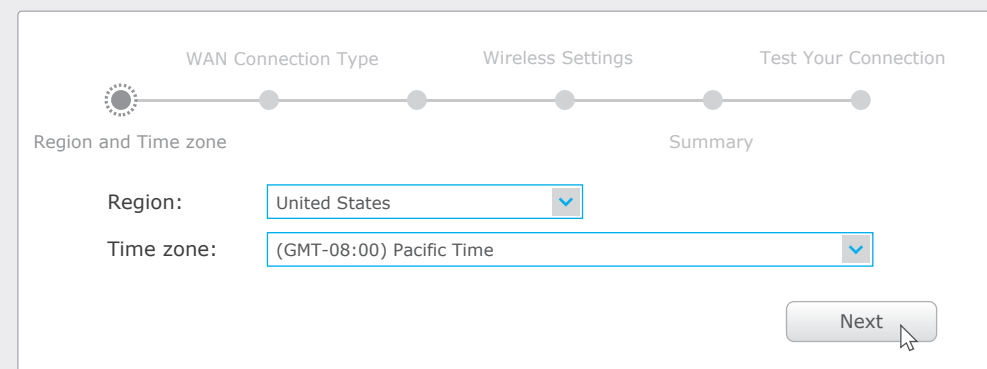 WAN Connection Type
Wireless Settings
Test Your Connection
Region and Time zone
Summary
Region:
United States
Time zone:
(GMT-08:00) Pacific Time
Next